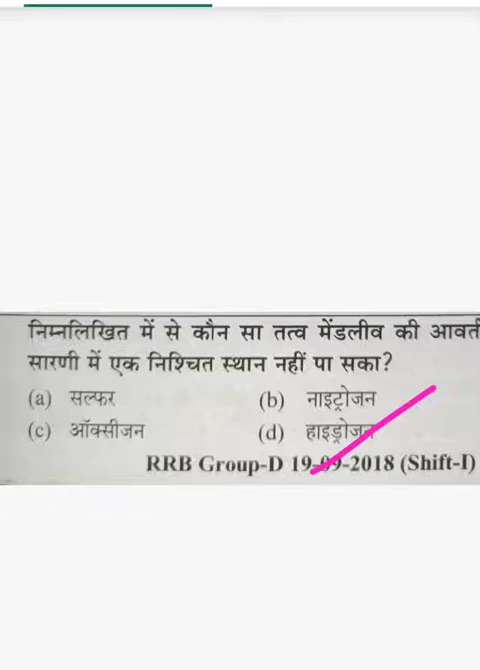 निम्नलिखित में से कौन सा तत्व मेंडलीव की आवर्त
सारणी में एक निश्चित स्थान नहीं पा सका?
(a) सल्फर (b) नाइट्रोजन
(c) ऑक्सीजन (d) हाइड्रोजन
RRB Group-D 19-09-2018 (Shift-I)